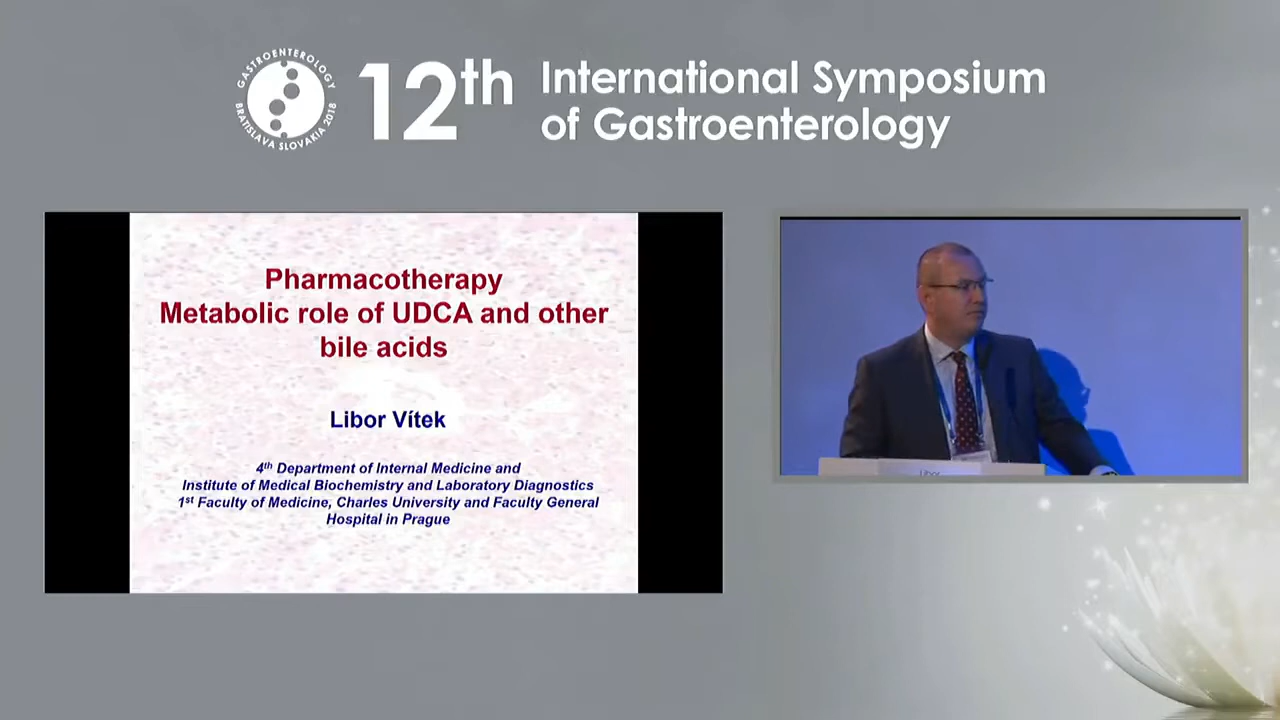 GASTROENTEROLOGY
BRATISLAVA SLOVAKIA 2018
12th
International Symposium
of Gastroenterology
Pharmacotherapy
Metabolic role of UDCA and other
bile acids
Libor Vítek
4th Department of Internal Medicine and
Institute of Medical Biochemistry and Laboratory Diagnostics
1st Faculty of Medicine, Charles University and Faculty General
Hospital in Prague
Libor